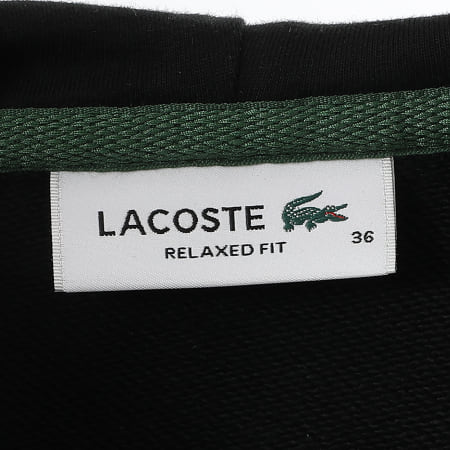 LACOSTE
RELAXED FIT
36